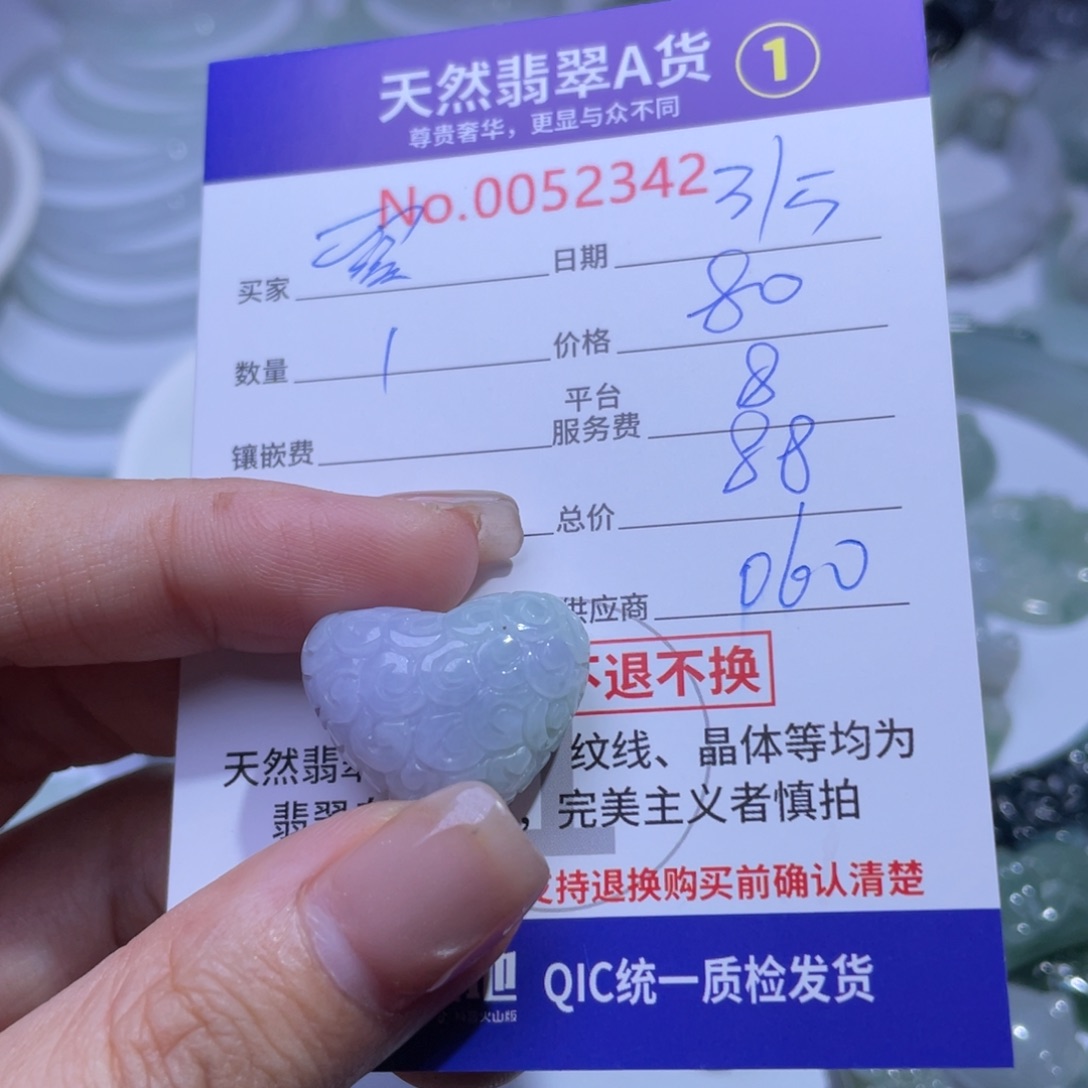 天然翡翠A货 1
尊贵奢华，更显与众不同
No.0052342
买家 日期 3/5
数量 1 价格 80
平台
镶嵌费 服务费 8
总价 88
供应商 060
不退不换
天然翡 纹线、晶体等均为
翡翠 ，完美主义者慎拍
支持退换购买前确认清楚
QIC统一质检发货
火山版